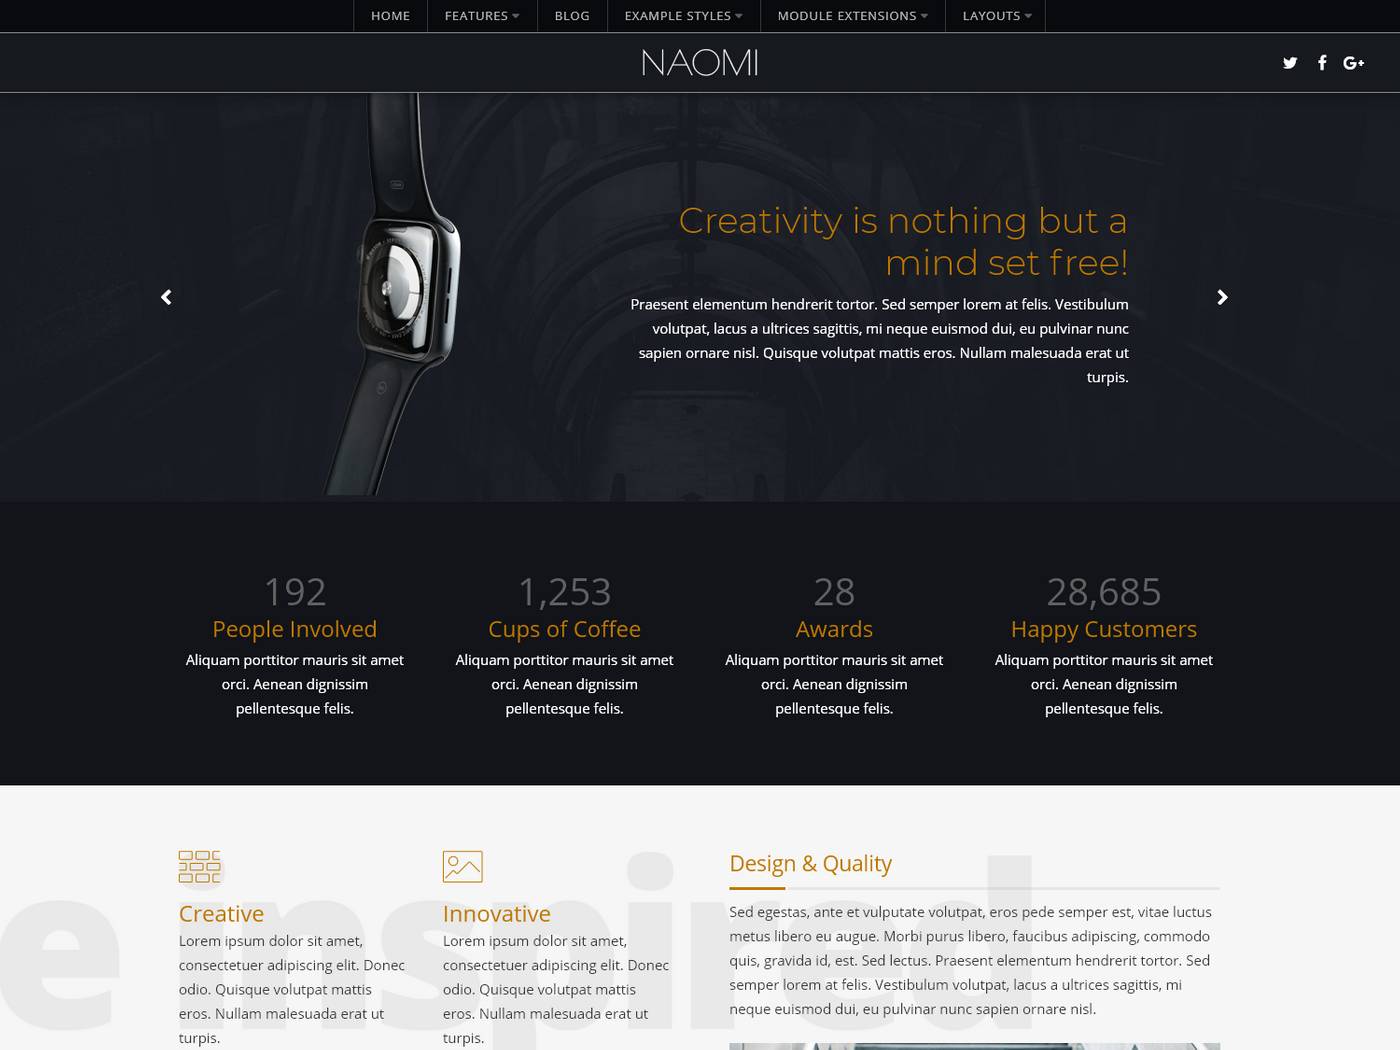 HOME FEATURES BLOG EXAMPLE STYLES MODULE EXTENSIONS LAYOUTS
NAOMI
Creativity is nothing but a
mind set free!
Praesent elementum hendrerit tortor. Sed semper lorem at felis. Vestibulum
volutpat, lacus a ultrices sagittis, mi neque euismod dui, eu pulvinar nunc
sapien ornare nisl. Quisque volutpat mattis eros. Nullam malesuada erat ut
turpis.
192
People Involved
Aliquam porttitor mauris sit amet
orci. Aenean dignissim
pellentesque felis.
1,253
Cups of Coffee
Aliquam porttitor mauris sit amet
orci. Aenean dignissim
pellentesque felis.
28
Awards
Aliquam porttitor mauris sit amet
orci. Aenean dignissim
pellentesque felis.
28,685
Happy Customers
Aliquam porttitor mauris sit amet
orci. Aenean dignissim
pellentesque felis.
e inspired
Creative
Lorem ipsum dolor sit amet,
consectetuer adipiscing elit. Donec
odio. Quisque volutpat mattis
eros. Nullam malesuada erat ut
turpis.
Innovative
Lorem ipsum dolor sit amet,
consectetuer adipiscing elit. Donec
odio. Quisque volutpat mattis
eros. Nullam malesuada erat ut
turpis.
Design & Quality
Sed egestas, ante et vulputate volutpat, eros pede semper est, vitae luctus
metus libero eu augue. Morbi purus libero, faucibus adipiscing, commodo
quis, gravida id, est. Sed lectus. Praesent elementum hendrerit tortor. Sed
semper lorem at felis. Vestibulum volutpat, lacus a ultrices sagittis, mi
neque euismod dui, eu pulvinar nunc sapien ornare nisl.